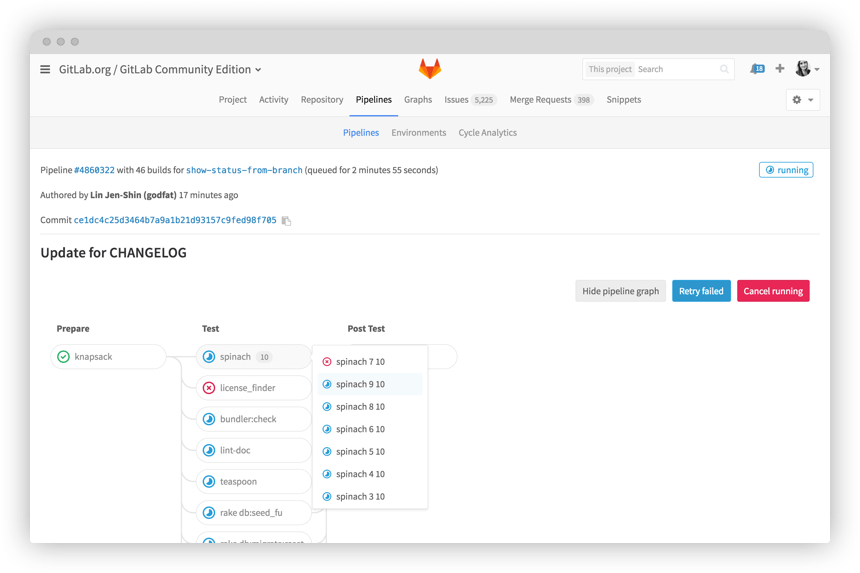 GitLab.org / GitLab Community Edition
This project Search
18
Project Activity Repository Pipelines Graphs Issues 5,225 Merge Requests 398 Snippets
Pipelines Environments Cycle Analytics
Pipeline #4860322 with 46 builds for show-status-from-branch (queued for 2 minutes 55 seconds)
running
Authored by Lin Jen-Shin (godfat) 17 minutes ago
Commit ce1dc4c25d3464b7a9a1b21d93157c9fed98f705
Update for CHANGELOG
Hide pipeline graph Retry failed Cancel running
Prepare Test Post Test
knapsack
spinach 10
license_finder
bundler:check
lint-doc
teaspoon
rake db:seed_fu
spinach 7 10
spinach 9 10
spinach 8 10
spinach 6 10
spinach 5 10
spinach 4 10
spinach 3 10